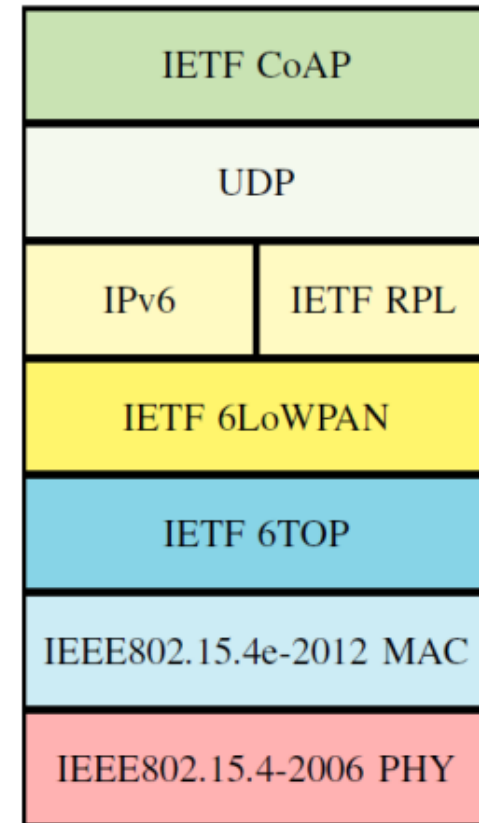 IETF CoAP
UDP
IPv6
IETF RPL
IETF 6LoWPAN
IETF 6TOP
IEEE802.15.4e-2012 MAC
IEEE802.15.4-2006 PHY